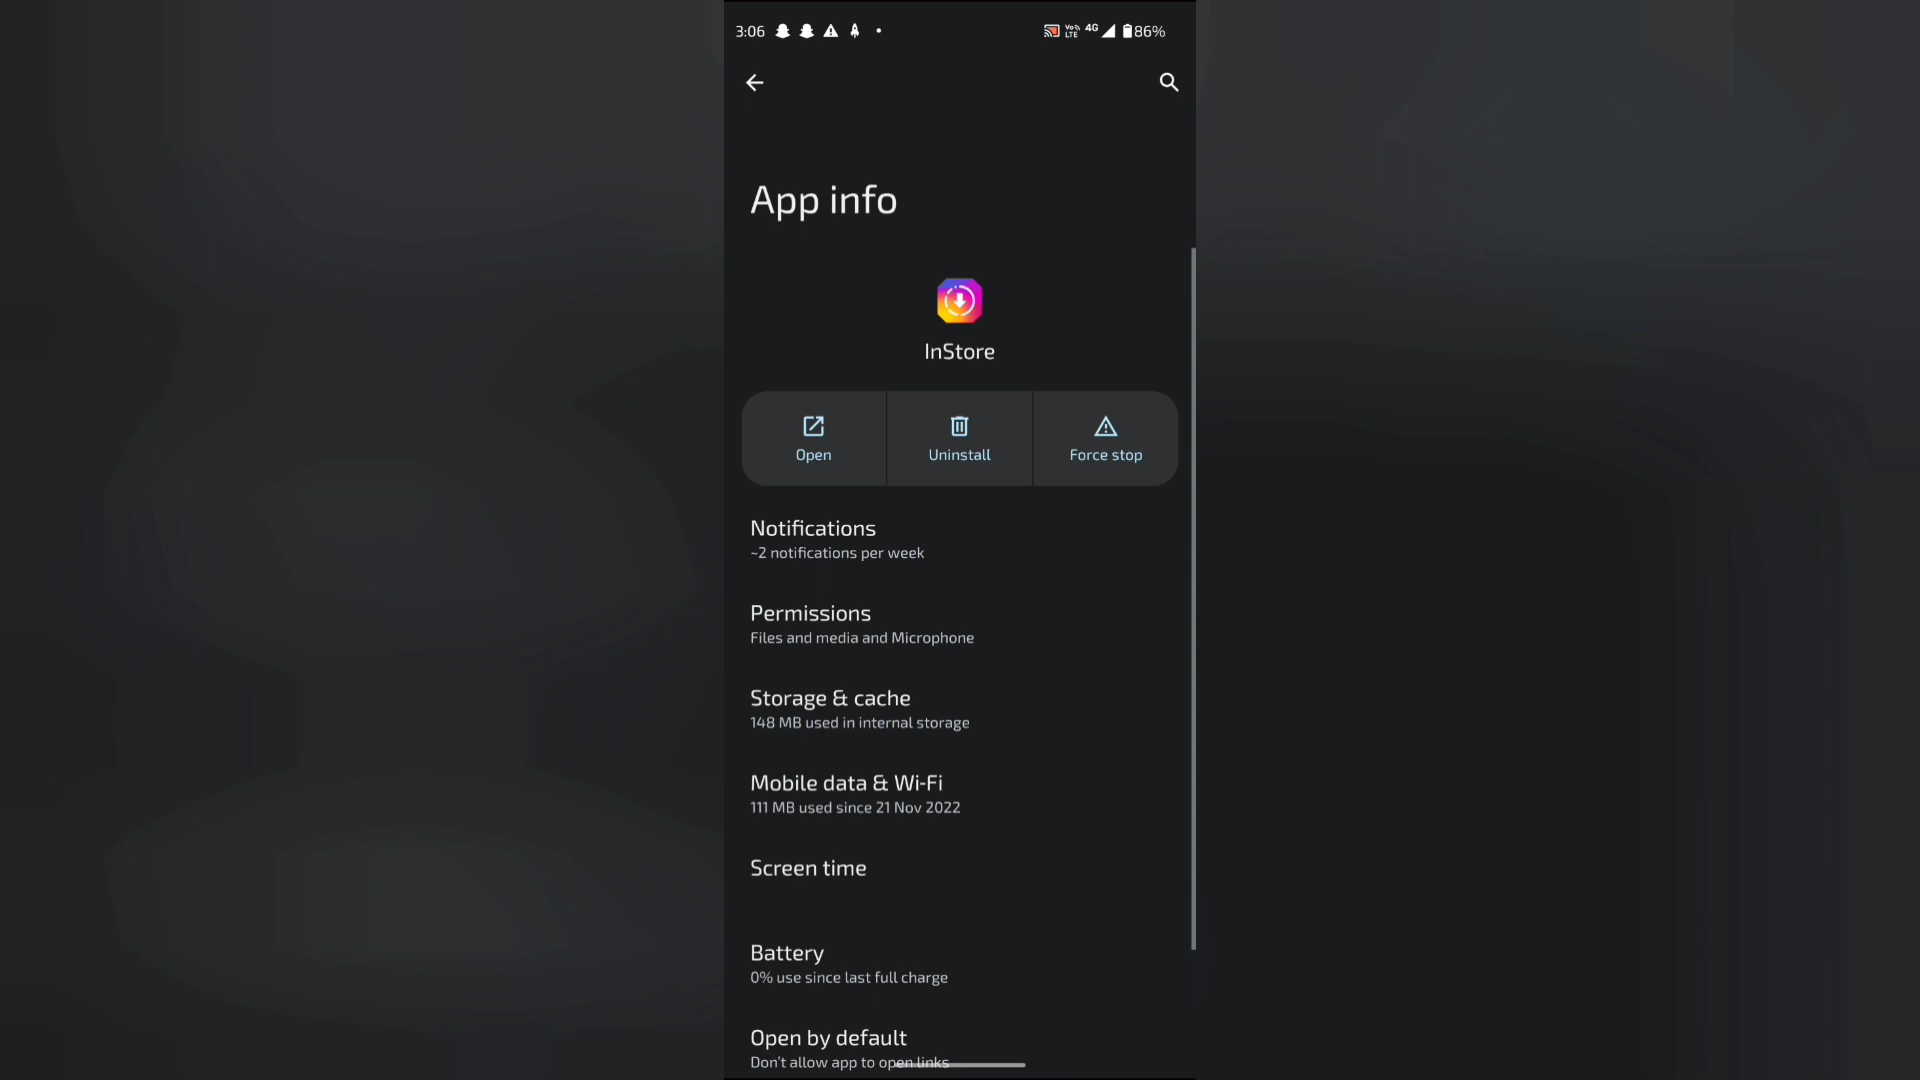 3:06
Vo))
LTE
4G
86%
App info
InStore
Open
Uninstall
Force stop
Notifications
~2 notifications per week
Permissions
Files and media and Microphone
Storage & cache
148 MB used in internal storage
Mobile data & Wi-Fi
111 MB used since 21 Nov 2022
Screen time
Battery
0% use since last full charge
Open by default
Don't allow app to open links